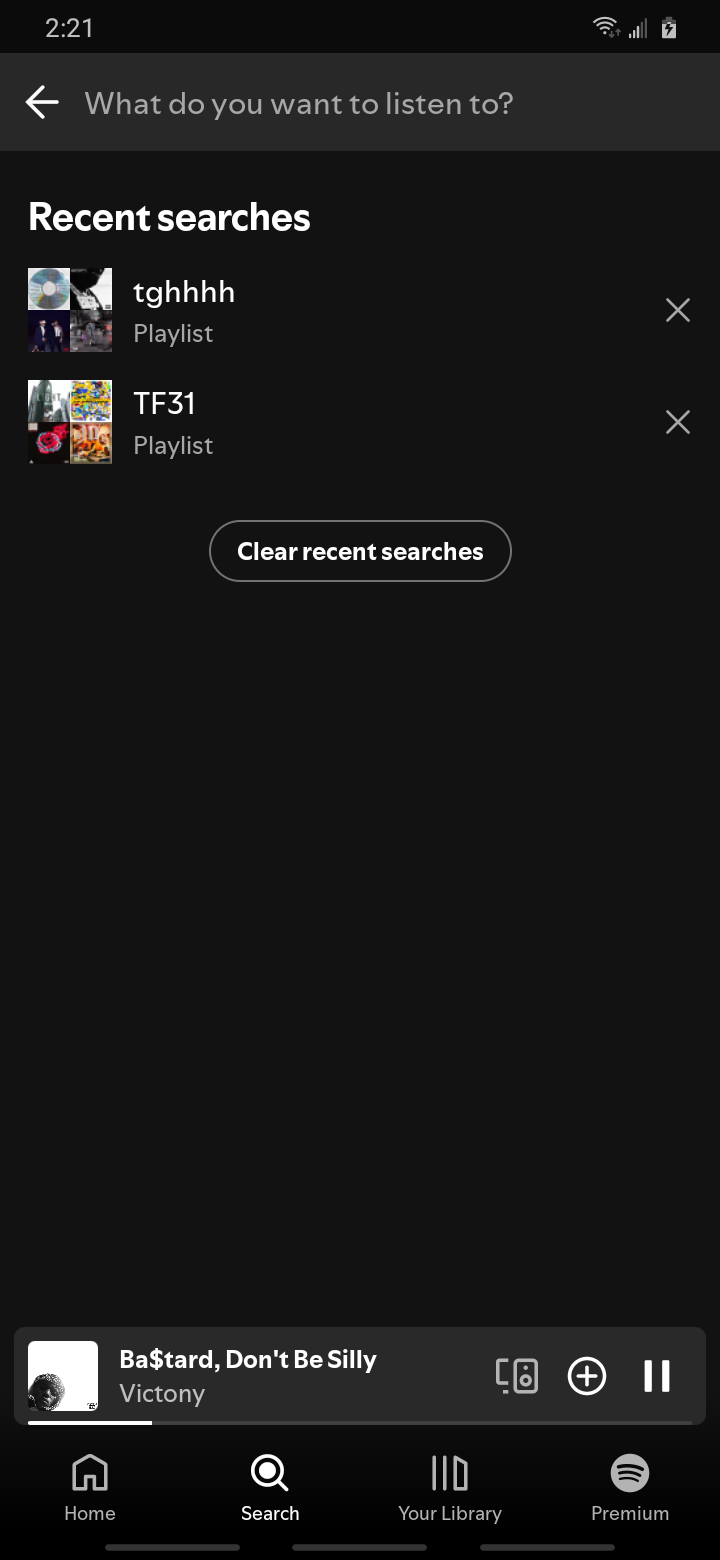 2:21
What do you want to listen to?
Recent searches
tghhhh
Playlist
TF31
Playlist
Clear recent searches
Ba$tard, Don't Be Silly
Victony
Home
Search
Your Library
Premium